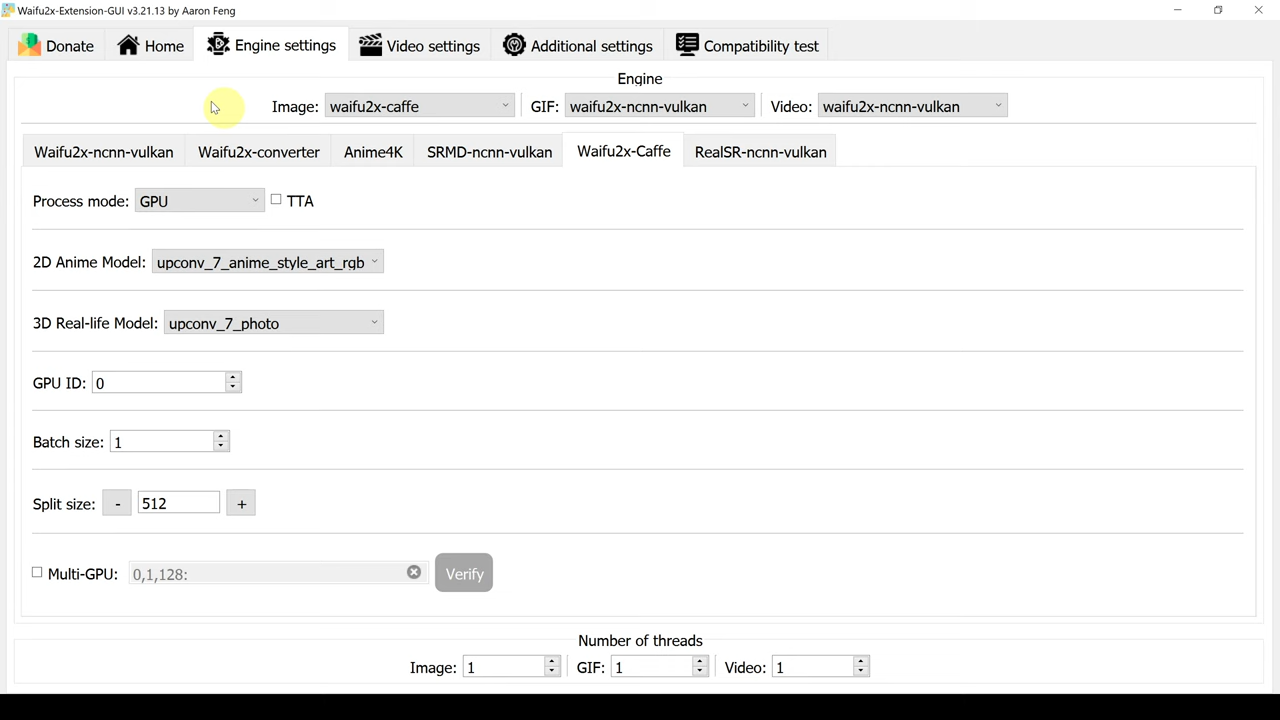 Waifu2x-Extension-GUI v3.21.13 by Aaron Feng
Donate Home Engine settings Video settings Additional settings Compatibility test
Engine
Image: waifu2x-caffe GIF: waifu2x-ncnn-vulkan Video: waifu2x-ncnn-vulkan
Waifu2x-ncnn-vulkan Waifu2x-converter Anime4K SRMD-ncnn-vulkan Waifu2x-Caffe RealSR-ncnn-vulkan
Process mode: GPU TTA
2D Anime Model: upconv_7_anime_style_art_rgb
3D Real-life Model: upconv_7_photo
GPU ID: 0
Batch size: 1
Split size: - 512 +
Multi-GPU: 0,1,128: Verify
Number of threads
Image: 1 GIF: 1 Video: 1